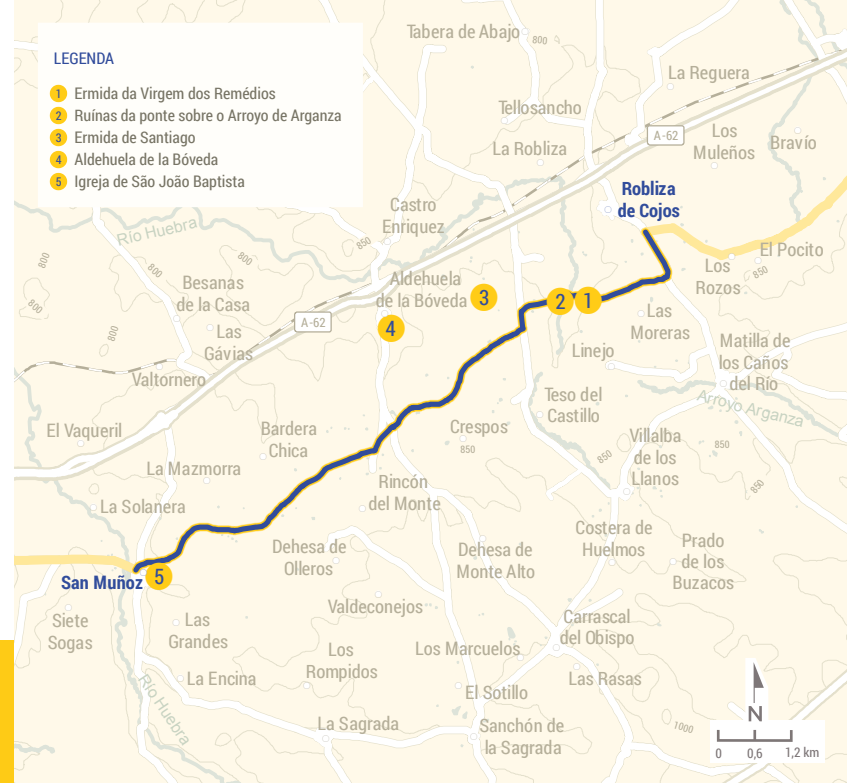 LEGENDA
1 Ermida da Virgem dos Remédios
2 Ruínas da ponte sobre o Arroyo de Arganza
3 Ermida de Santiago
4 Aldehuela de la Bóveda
5 Igreja de São João Baptista
Tabera de Abajo
800
La Reguera
Tellosancho
A-62
Los
Muleños
Bravío
La Robliza
Robliza
de Cojos
Castro
Enriquez
850
Río Huebra
800
800
800
800
El Pocito
850
Los
Rozos
Besanas
de la Casa
Aldehuela
de la Bóveda
3
2
1
4
A-62
Las
Gávias
Las
Moreras
Linejo
Matilla de
los Caños
del Río
Valtornero
Teso del
Castillo
Arroyo Arganza
El Vaqueril
Bardera
Chica
Crespos
850
Villalba
de los
Llanos
850
850
850
La Mazmorra
Rincón
del Monte
La Solanera
Costera de
Huelmos
Dehesa de
Olleros
Dehesa de
Monte Alto
Prado
de los
Buzacos
San Muñoz
5
Valdeconejos
Siete
Sogas
Las
Grandes
Carrascal
del Obispo
Los
Rompidos
Los Marcuelos
La Encina
Río Huebra
El Sotillo
Las Rasas
La Sagrada
Sanchón de
la Sagrada
1000
N
0 0,6 1,2 km